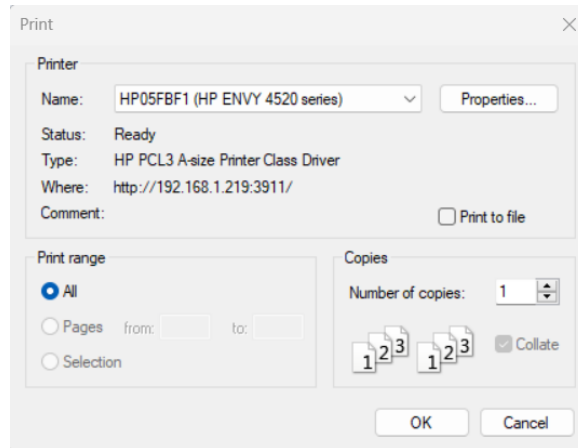 Print
Printer
Name: HP05FBF1 (HP ENVY 4520 series) Properties...
Status: Ready
Type: HP PCL3 A-size Printer Class Driver
Where: http://192.168.1.219:3911/
Comment: Print to file
Print range
All
Pages from: to:
Selection
Copies
Number of copies: 1
1 2 3 1 2 3 Collate
OK Cancel